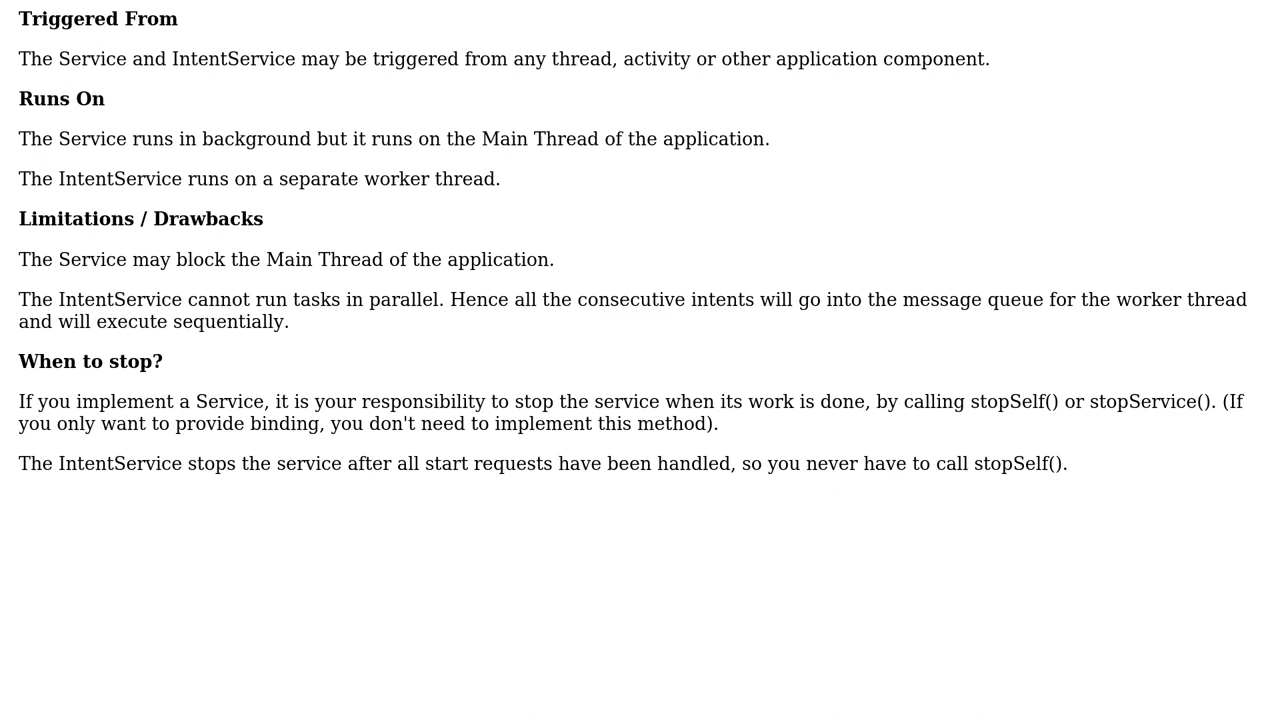 Triggered From
The Service and IntentService may be triggered from any thread, activity or other application component.
Runs On
The Service runs in background but it runs on the Main Thread of the application.
The IntentService runs on a separate worker thread.
Limitations / Drawbacks
The Service may block the Main Thread of the application.
The IntentService cannot run tasks in parallel. Hence all the consecutive intents will go into the message queue for the worker thread
and will execute sequentially.
When to stop?
If you implement a Service, it is your responsibility to stop the service when its work is done, by calling stopSelf() or stopService(). (If
you only want to provide binding, you don't need to implement this method).
The IntentService stops the service after all start requests have been handled, so you never have to call stopSelf().